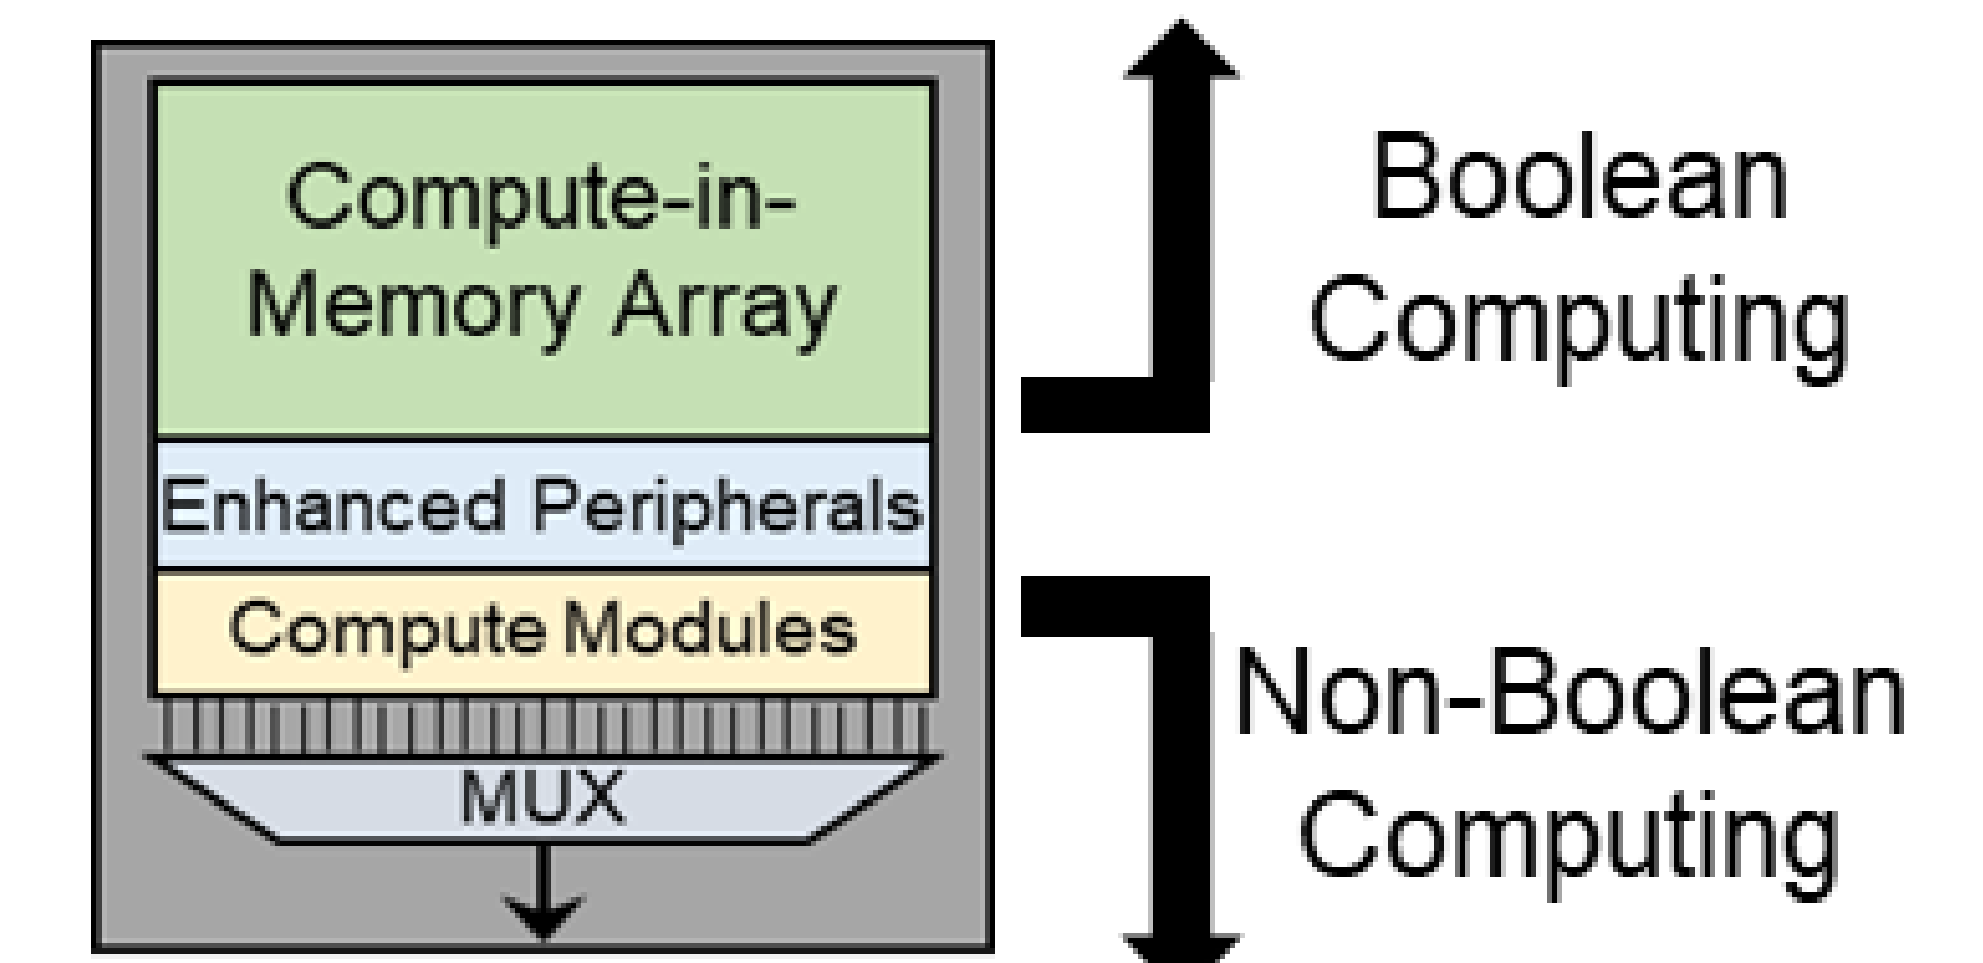 Compute-in-
Memory Array
Enhanced Peripherals
Compute Modules
MUX
Boolean
Computing
Non-Boolean
Computing